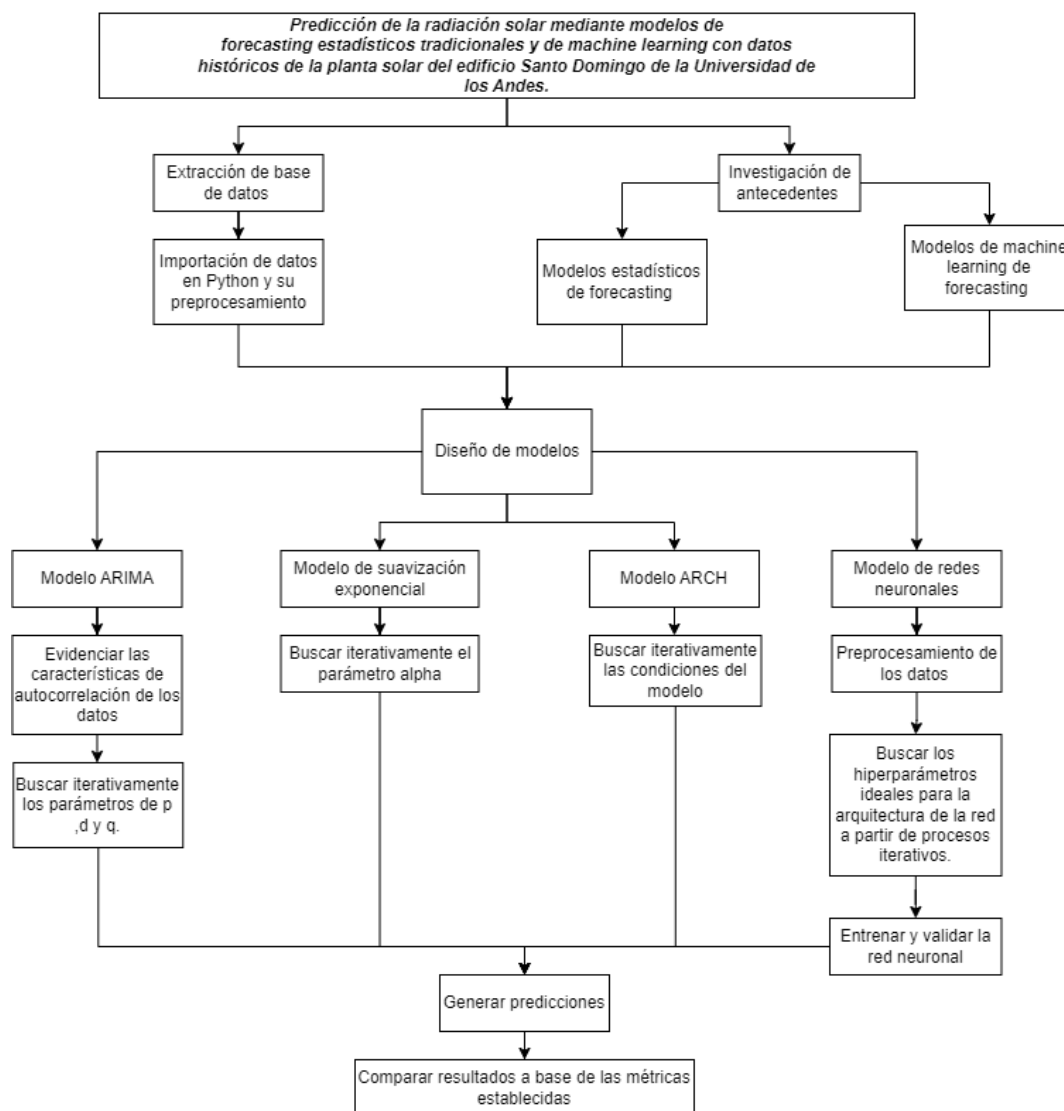 Predicción de la radiación solar mediante modelos de
forecasting estadísticos tradicionales y de machine learning con datos
históricos de la planta solar del edificio Santo Domingo de la Universidad de
los Andes.
Extracción de base
de datos
Investigación de
antecedentes
Importación de datos
en Python y su
preprocesamiento
Modelos estadísticos
de forecasting
Modelos de machine
learning de
forecasting
Diseño de modelos
Modelo ARIMA
Modelo de suavización
exponencial
Modelo ARCH
Modelo de redes
neuronales
Evidenciar las
características de
autocorrelación de los
datos
Buscar iterativamente el
parámetro alpha
Buscar iterativamente
las condiciones del
modelo
Preprocesamiento de
los datos
Buscar iterativamente
los parámetros de p
,d y q.
Buscar los
hiperparámetros
ideales para la
arquitectura de la red
a partir de procesos
iterativos.
Entrenar y validar la
red neuronal
Generar predicciones
Comparar resultados a base de las métricas
establecidas